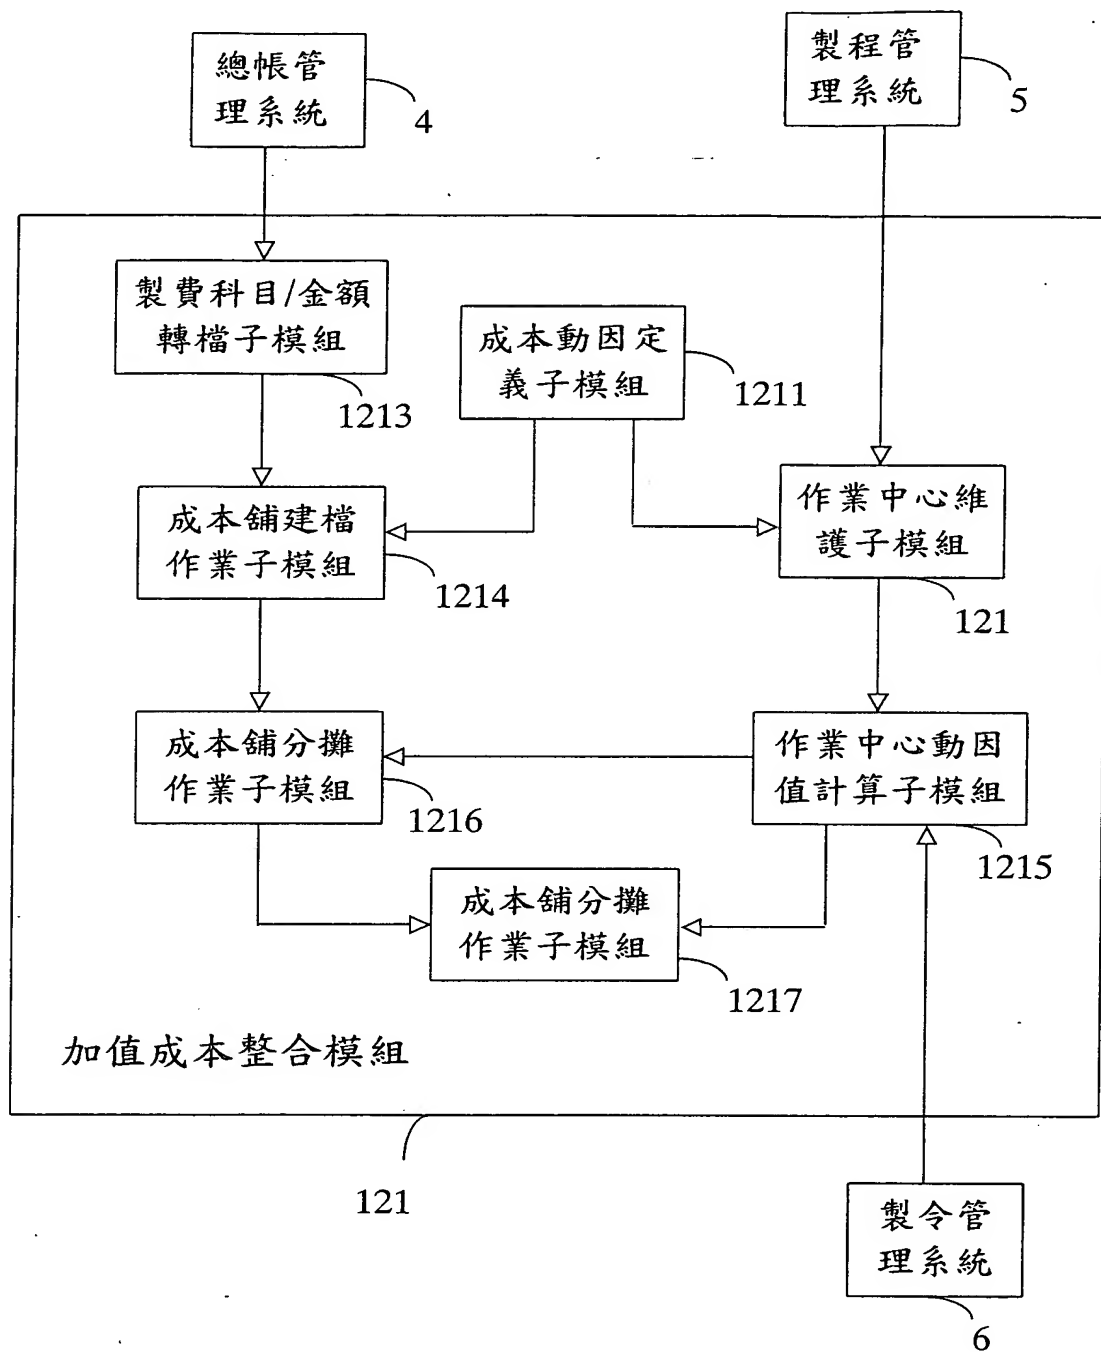 總帳管
理系統
4
製程管
理系統
5
製費科目/金額
轉檔子模組
1213
成本動因定
義子模組
1211
成本舖建檔
作業子模組
1214
作業中心維
護子模組
121
成本舖分攤
作業子模組
1216
作業中心動因
值計算子模組
1215
成本舖分攤
作業子模組
1217
加值成本整合模組
121
製令管
理系統
6